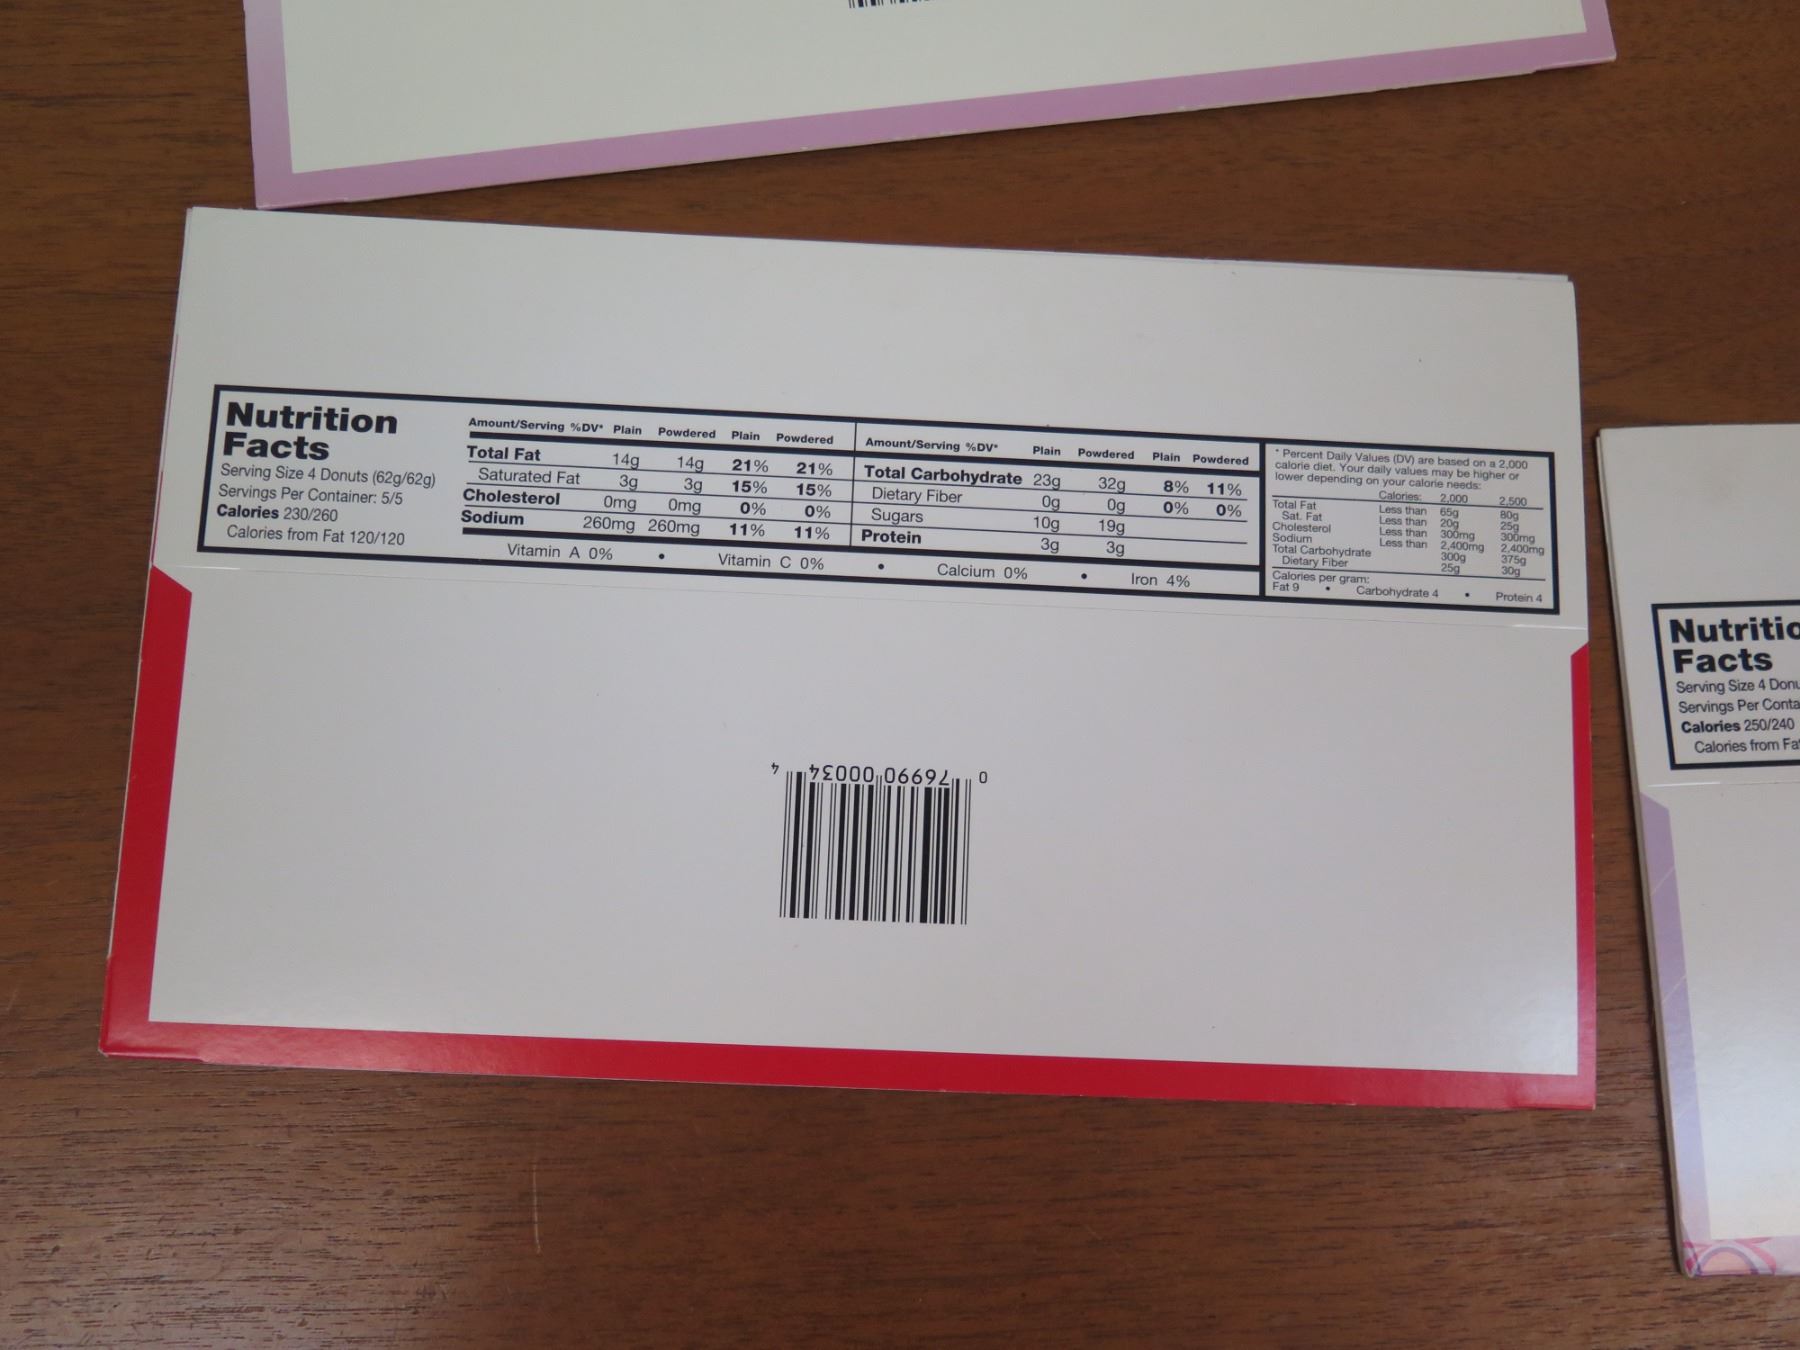 Nutrition
Facts
Serving Size 4 Donuts (62g/62g)
Servings Per Container: 5/5
Calories 230/260
Calories from Fat 120/120
Amount/Serving %DV* Plain Powdered Plain Powdered
Total Fat 14g 14g 21% 21%
Saturated Fat 3g 3g 15% 15%
Cholesterol 0mg 0mg 0% 0%
Sodium 260mg 260mg 11% 11%
Amount/Serving %DV* Plain Powdered Plain Powdered
Total Carbohydrate 23g 32g 8% 11%
Dietary Fiber 0g 0g 0% 0%
Sugars 10g 19g
Protein 3g 3g
Vitamin A 0% • Vitamin C 0% • Calcium 0% • Iron 4%
* Percent Daily Values (DV) are based on a 2,000
calorie diet. Your daily values may be higher or
lower depending on your calorie needs:
Calories: 2,000 2,500
Total Fat Less than 65g 80g
Sat. Fat Less than 20g 25g
Cholesterol Less than 300mg 300mg
Sodium Less than 2,400mg 2,400mg
Total Carbohydrate 300g 375g
Dietary Fiber 25g 30g
Calories per gram:
Fat 9 • Carbohydrate 4 • Protein 4
0 76990 00034 4
Facts
Serving Size 4
Servings Per
Calories 250/240
Calories from